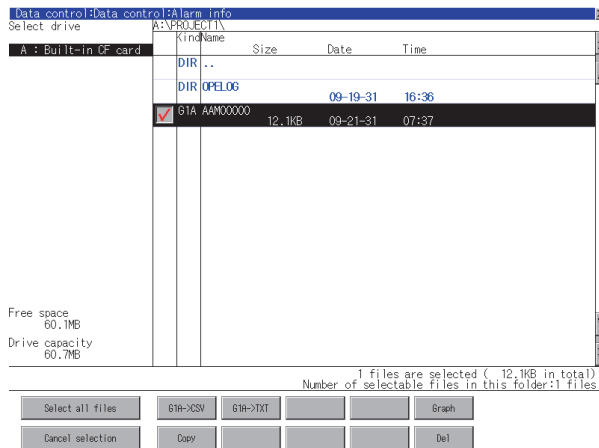 Data control:Data control:Alarm info
Select drive
A:\PROJECT1\
A : Built-in CF card
Kind Name
Size Date Time
DIR ..
DIR OPELOG
09-19-31 16:36
G1A AAM00000
12.1KB 09-21-31 07:37
Free space
60.1MB
Drive capacity
60.7MB
1 files are selected ( 12.1KB in total)
Number of selectable files in this folder:1 files
Select all files G1A->CSV G1A->TXT Graph
Cancel selection Copy Del